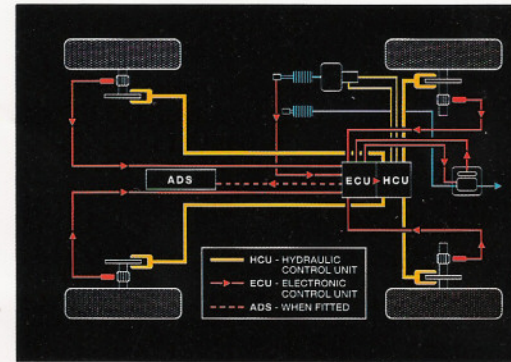 ADS
ECU
HCU
HCU - HYDRAULIC
CONTROL UNIT
ECU - ELECTRONIC
CONTROL UNIT
ADS - WHEN FITTED